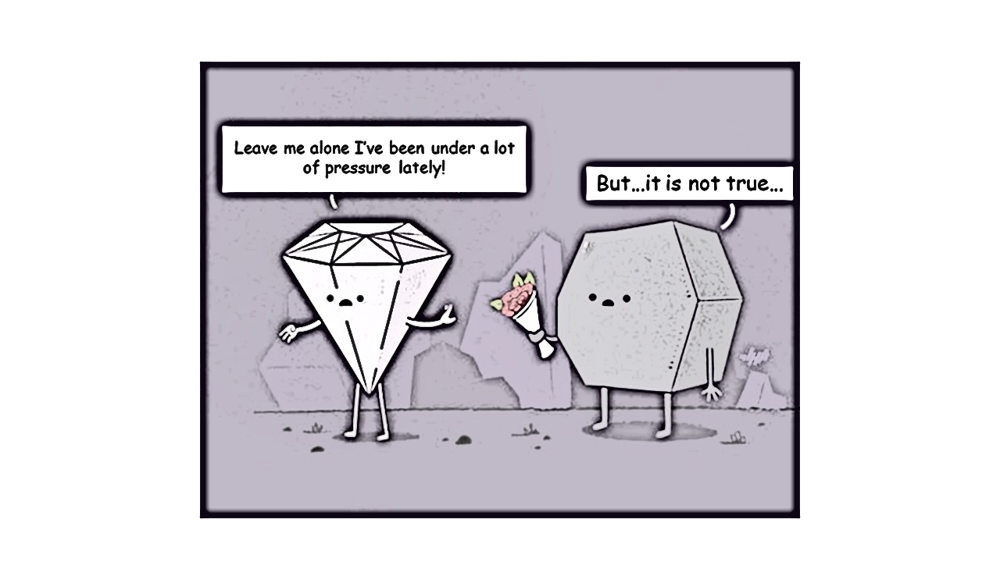 Leave me alone I've been under a lot
of pressure lately!
But...it is not true...